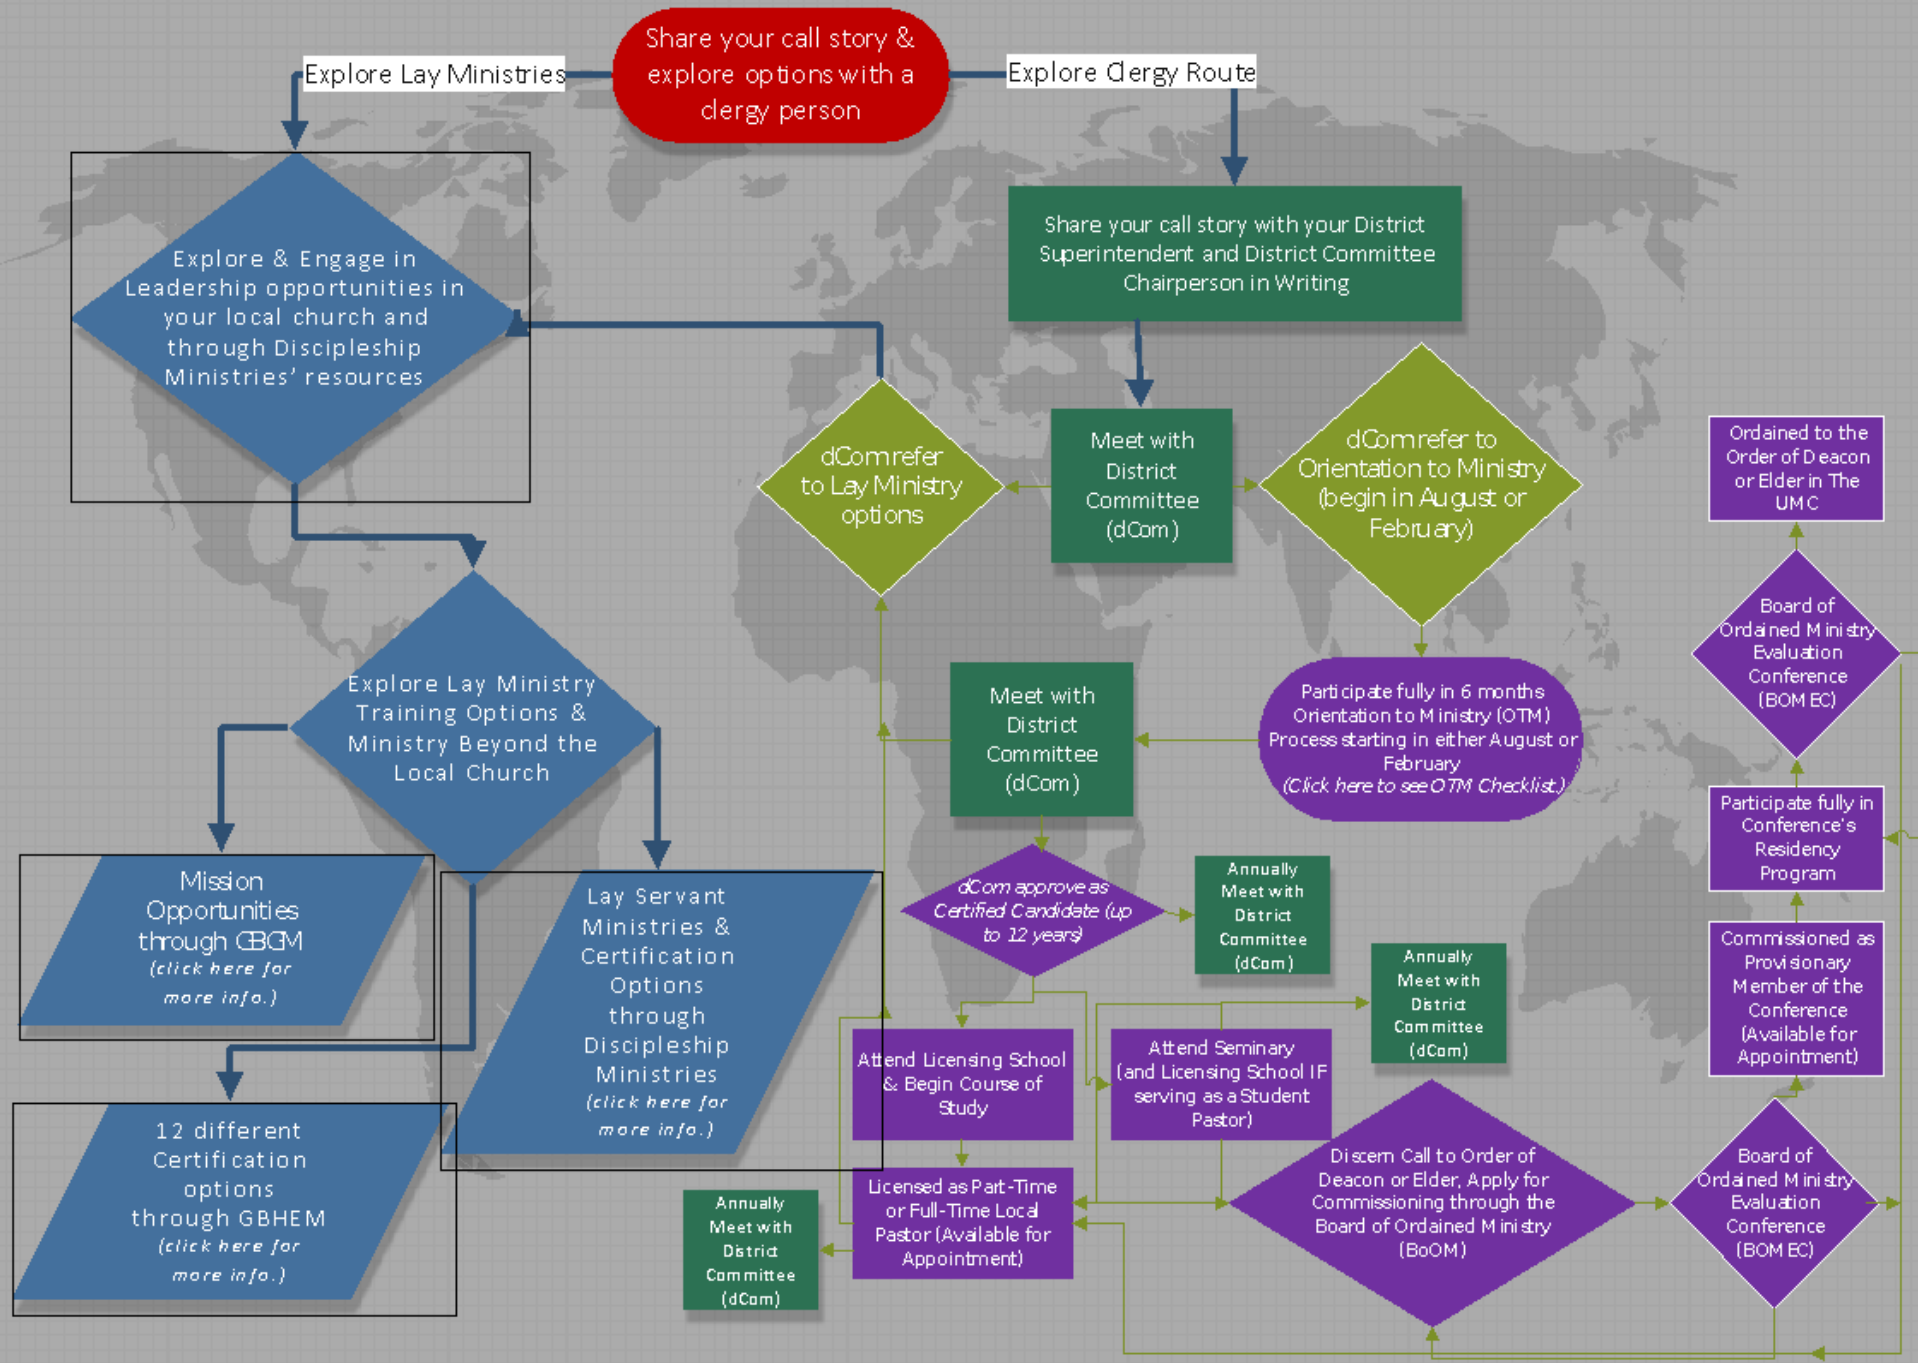 Share your call story &
explore options with a
clergy person
Explore Lay Ministries
Explore Clergy Route
Explore & Engage in
Leadership opportunities in
your local church and
through Discipleship
Ministries' resources
Share your call story with your District
Superintendent and District Committee
Chairperson in Writing
dCom refer
to Lay Ministry
options
Meet with
District
Committee
(dCom)
dCom refer to
Orientation to Ministry
(begin in August or
February)
Ordained to the
Order of Deacon
or Elder in The
UMC
Board of
Ordained Ministry
Evaluation
Conference
(BOMEC)
Explore Lay Ministry
Training Options &
Ministry Beyond the
Local Church
Meet with
District
Committee
(dCom)
Participate fully in 6 months
Orientation to Ministry (OTM)
Process starting in either August or
February
(Click here to see OTM Checklist.)
Participate fully in
Conference's
Residency
Program
Mission
Opportunities
through GBGM
(click here for
more info.)
Lay Servant
Ministries &
Certification
Options
through
Discipleship
Ministries
(click here for
more info.)
dCom approve as
Certified Candidate (up
to 12 years)
Annually
Meet with
District
Committee
(dCom)
Annually
Meet with
District
Committee
(dCom)
Commissioned as
Provisionary
Member of the
Conference
(Available for
Appointment)
Attend Licensing School
& Begin Course of
Study
Attend Seminary
(and Licensing School IF
serving as a Student
Pastor)
12 different
Certification
options
through GBHEM
(click here for
more info.)
Annually
Meet with
District
Committee
(dCom)
Licensed as Part-Time
or Full-Time Local
Pastor (Available for
Appointment)
Discern Call to Order of
Deacon or Elder, Apply for
Commissioning through the
Board of Ordained Ministry
(BoOM)
Board of
Ordained Ministry
Evaluation
Conference
(BOMEC)